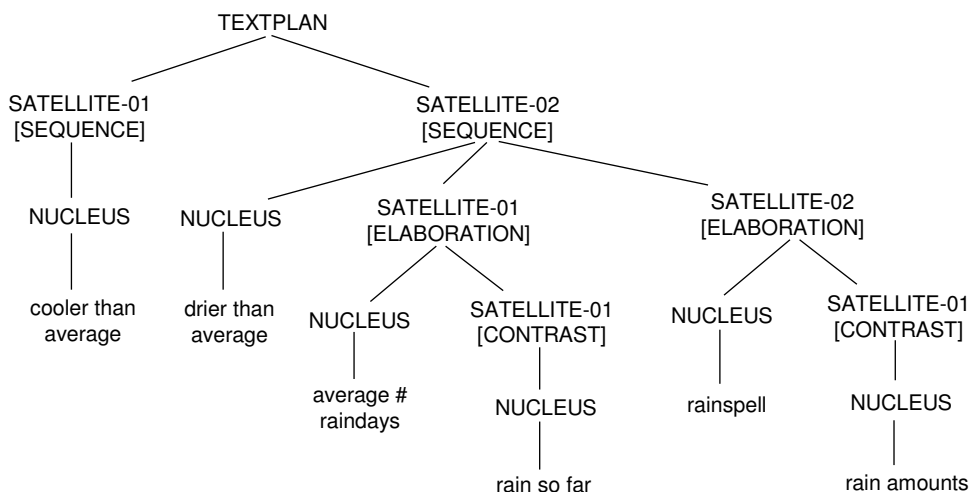 TEXTPLAN
SATELLITE-01
[SEQUENCE]
SATELLITE-02
[SEQUENCE]
NUCLEUS
NUCLEUS
SATELLITE-01
[ELABORATION]
SATELLITE-02
[ELABORATION]
cooler than
average
drier than
average
NUCLEUS
SATELLITE-01
[CONTRAST]
NUCLEUS
SATELLITE-01
[CONTRAST]
average #
raindays
NUCLEUS
rainspell
NUCLEUS
rain so far
rain amounts